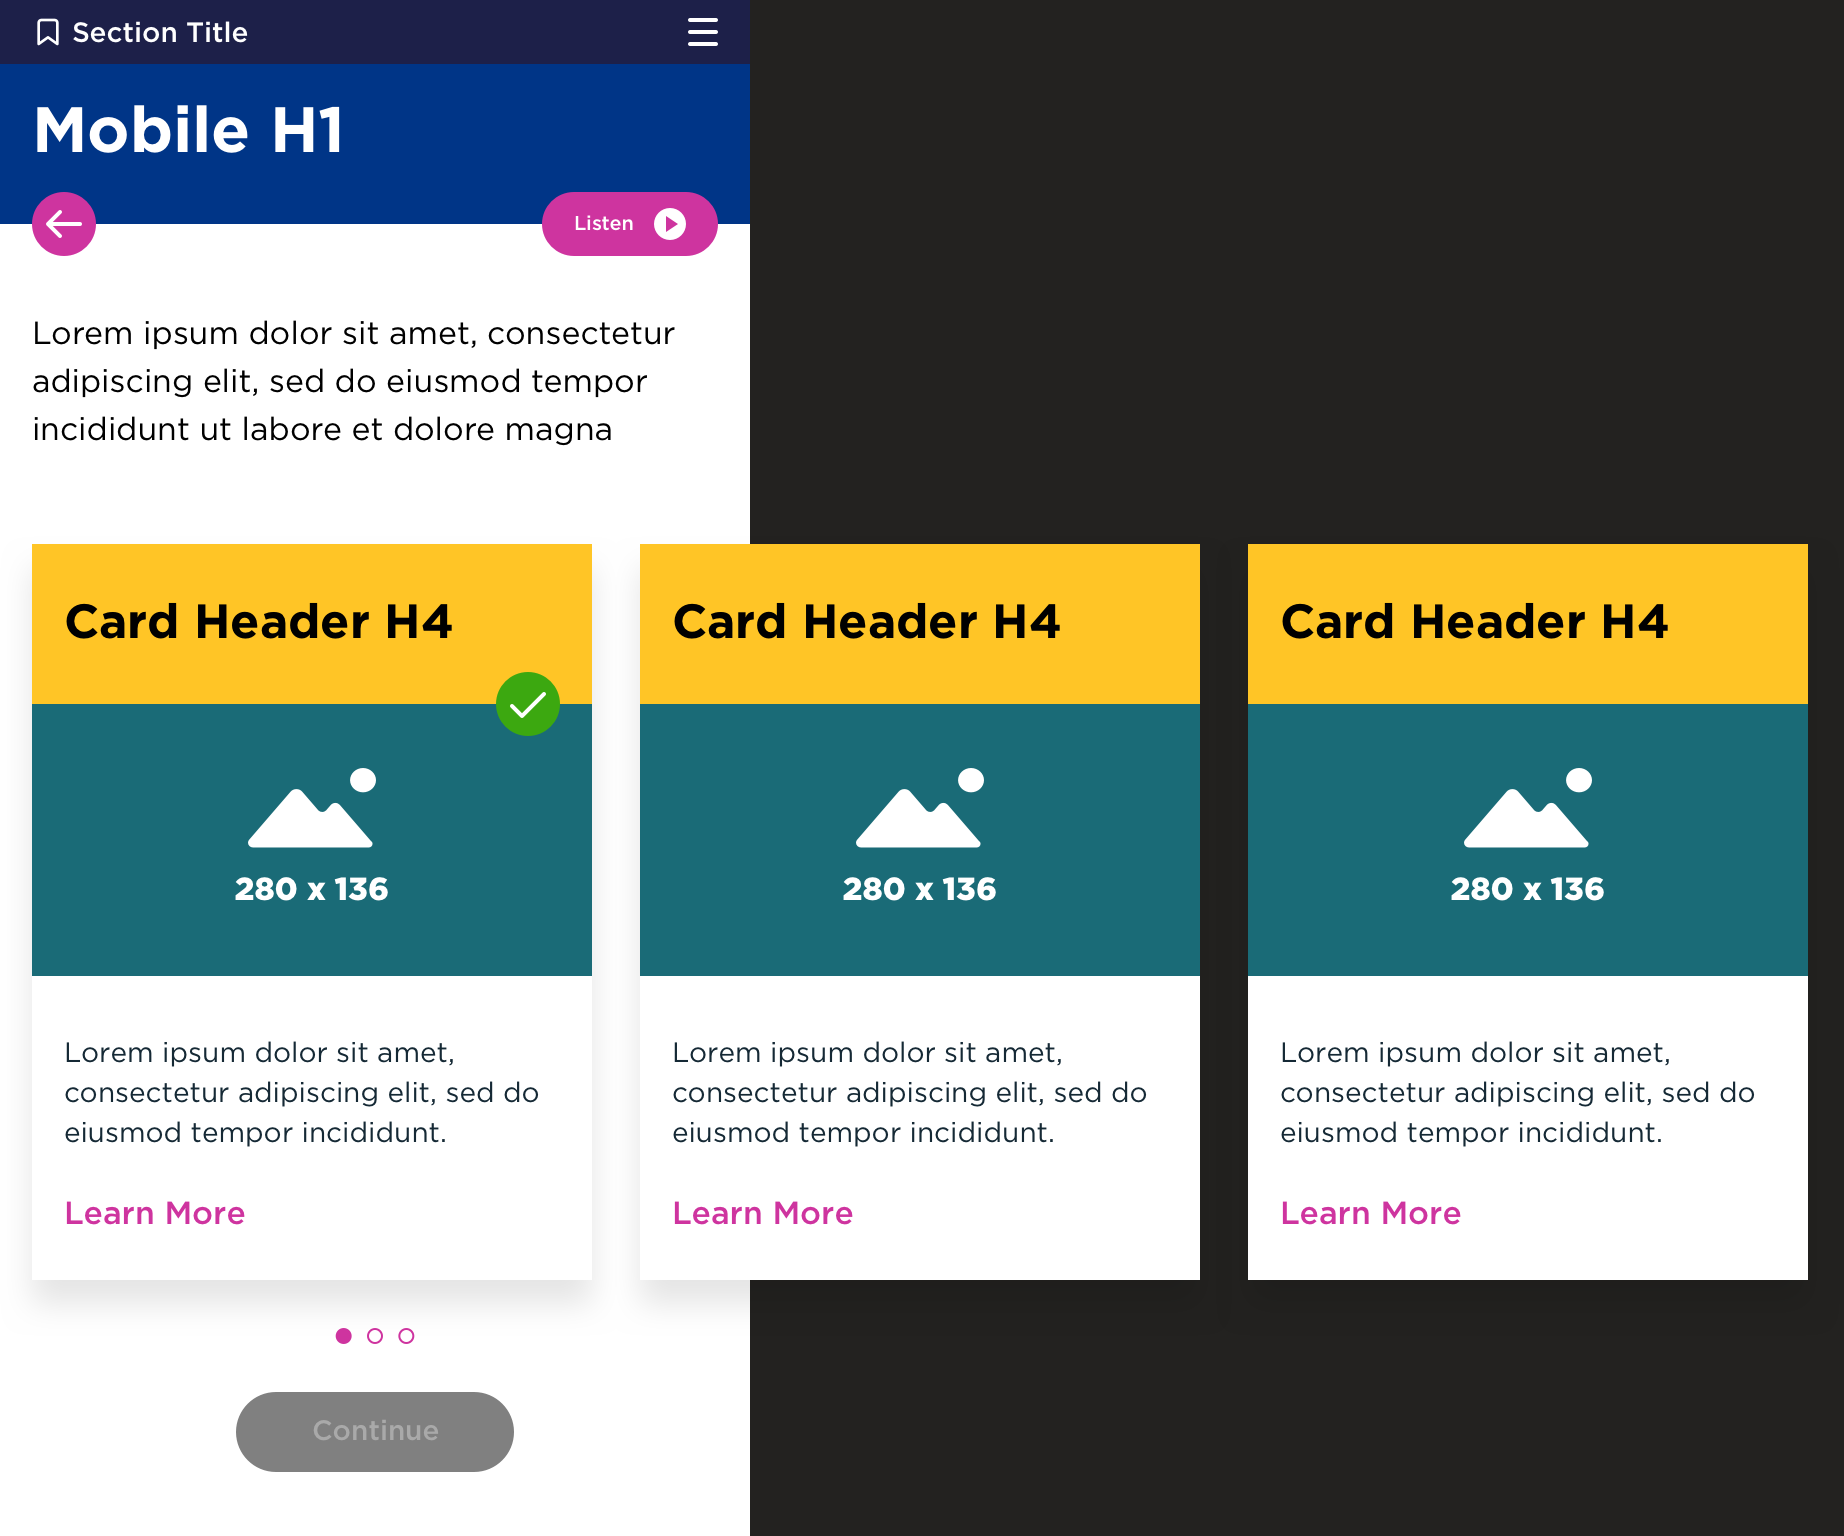 Section Title
Mobile H1
Listen
Lorem ipsum dolor sit amet, consectetur
adipiscing elit, sed do eiusmod tempor
incididunt ut labore et dolore magna
Card Header H4
280 x 136
Lorem ipsum dolor sit amet,
consectetur adipiscing elit, sed do
eiusmod tempor incididunt.
Learn More
Card Header H4
280 x 136
Lorem ipsum dolor sit amet,
consectetur adipiscing elit, sed do
eiusmod tempor incididunt.
Learn More
Card Header H4
280 x 136
Lorem ipsum dolor sit amet,
consectetur adipiscing elit, sed do
eiusmod tempor incididunt.
Learn More
Continue